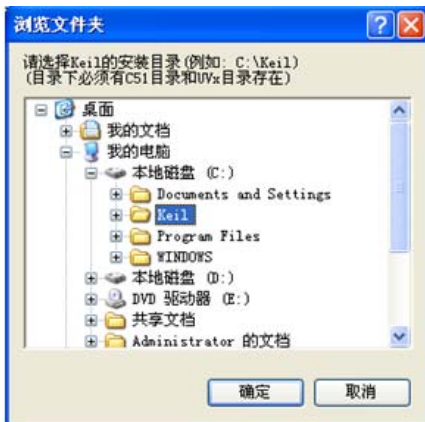 浏览文件夹
请选择Keil的安装目录(例如: C:\Keil)
(目录下必须有C51目录和UVx目录存在)
桌面
我的文档
我的电脑
本地磁盘 (C:)
Documents and Settings
Keil
Program Files
WINDOWS
本地磁盘 (D:)
DVD 驱动器 (E:)
共享文档
Administrator 的文档
确定 取消